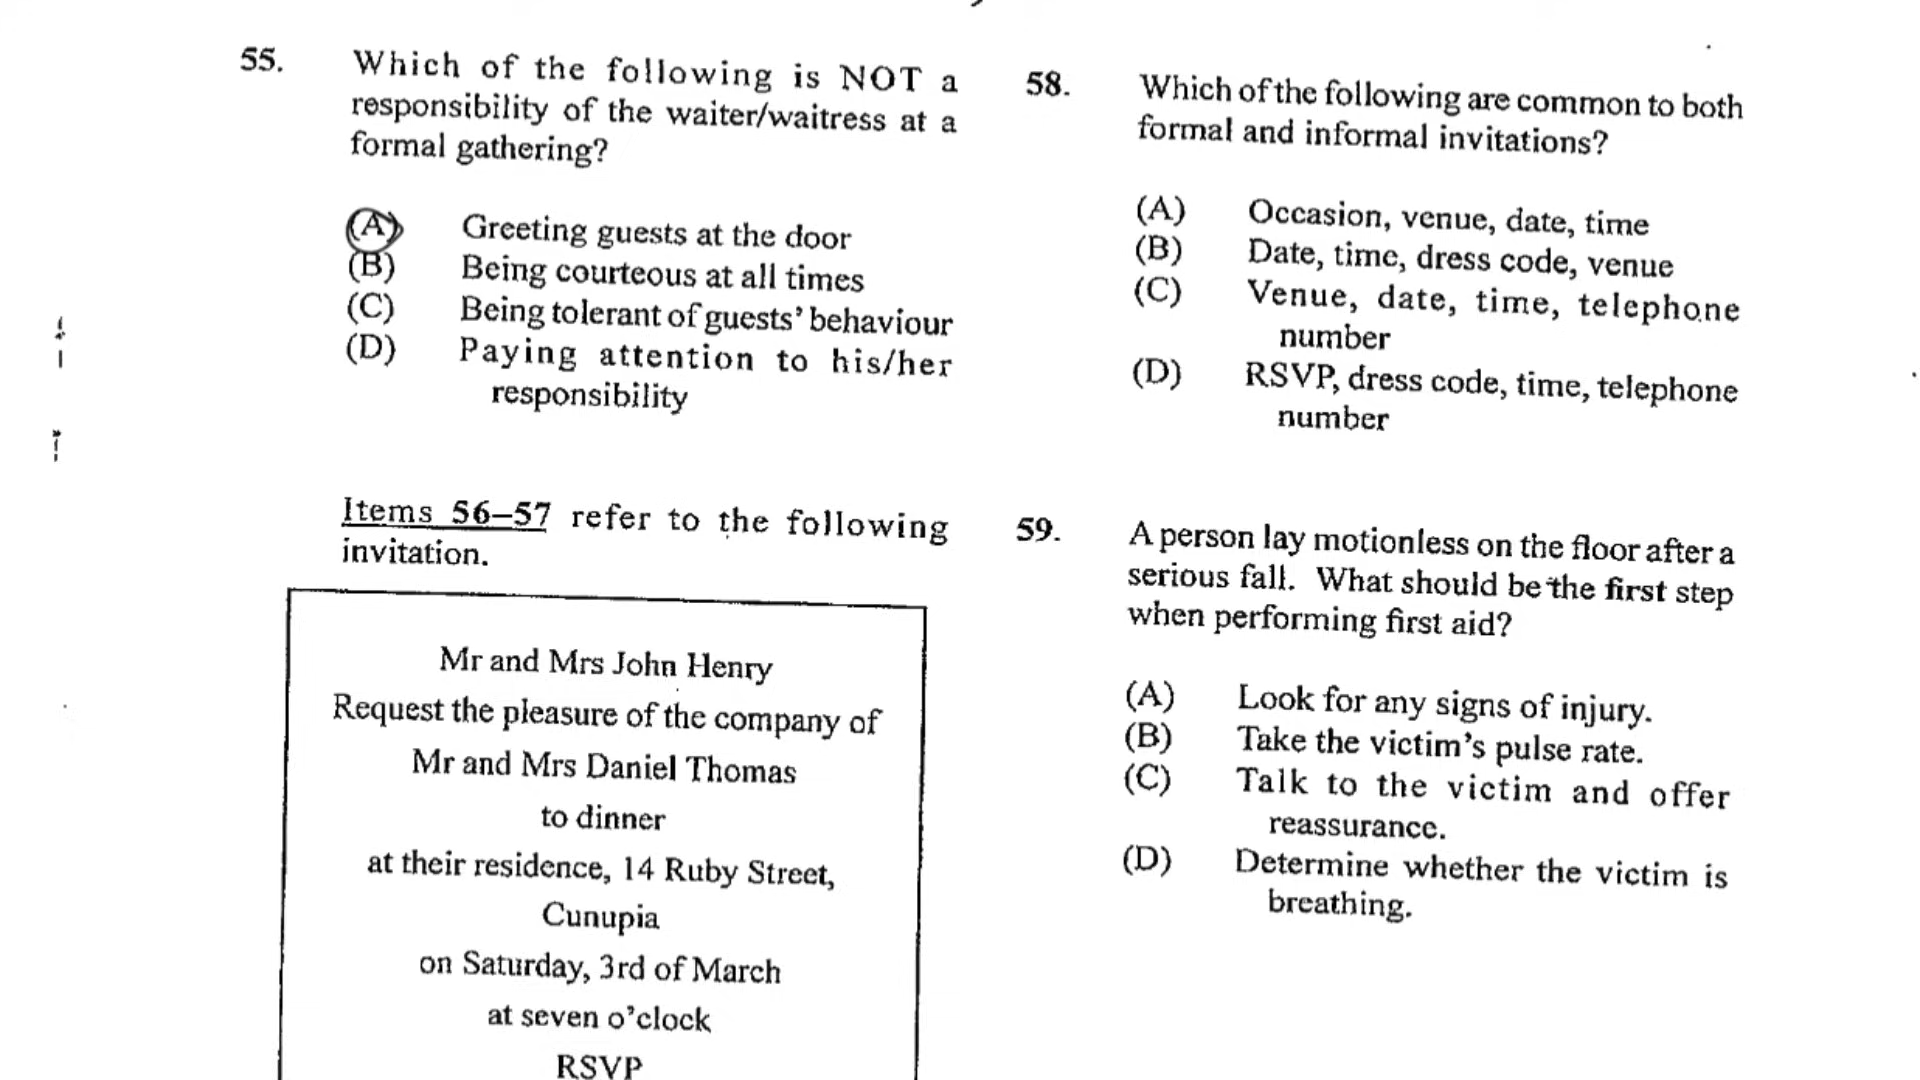 55. Which of the following is NOT a
responsibility of the waiter/waitress at a
formal gathering?
(A) Greeting guests at the door
(B) Being courteous at all times
(C) Being tolerant of guests' behaviour
(D) Paying attention to his/her
responsibility
Items 56–57 refer to the following
invitation.
Mr and Mrs John Henry
Request the pleasure of the company of
Mr and Mrs Daniel Thomas
to dinner
at their residence, 14 Ruby Street,
Cunupia
on Saturday, 3rd of March
at seven o'clock
RSVP
58. Which of the following are common to both
formal and informal invitations?
(A) Occasion, venue, date, time
(B) Date, time, dress code, venue
(C) Venue, date, time, telephone
number
(D) RSVP, dress code, time, telephone
number
59. A person lay motionless on the floor after a
serious fall. What should be the first step
when performing first aid?
(A) Look for any signs of injury.
(B) Take the victim's pulse rate.
(C) Talk to the victim and offer
reassurance.
(D) Determine whether the victim is
breathing.